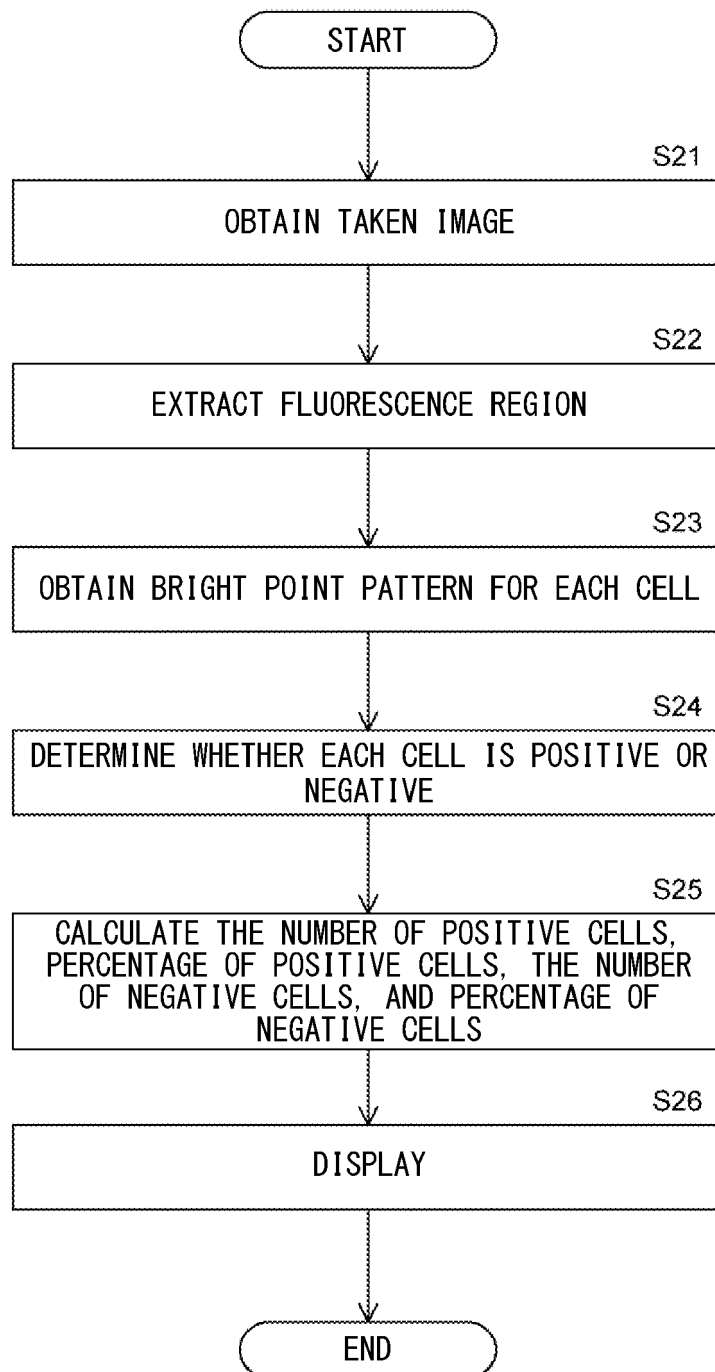 START
S21
OBTAIN TAKEN IMAGE
S22
EXTRACT FLUORESCENCE REGION
S23
OBTAIN BRIGHT POINT PATTERN FOR EACH CELL
S24
DETERMINE WHETHER EACH CELL IS POSITIVE OR
NEGATIVE
S25
CALCULATE THE NUMBER OF POSITIVE CELLS,
PERCENTAGE OF POSITIVE CELLS, THE NUMBER
OF NEGATIVE CELLS, AND PERCENTAGE OF
NEGATIVE CELLS
S26
DISPLAY
END